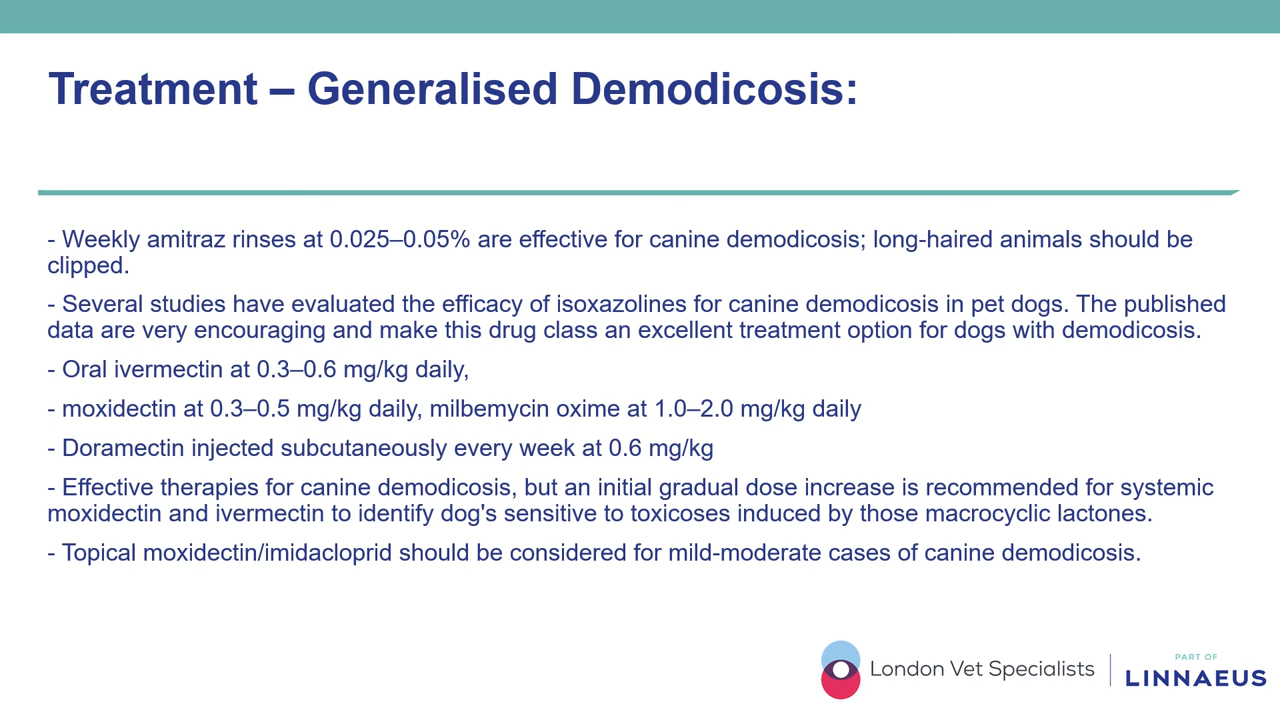 Treatment – Generalised Demodicosis:
- Weekly amitraz rinses at 0.025–0.05% are effective for canine demodicosis; long-haired animals should be
clipped.
- Several studies have evaluated the efficacy of isoxazolines for canine demodicosis in pet dogs. The published
data are very encouraging and make this drug class an excellent treatment option for dogs with demodicosis.
- Oral ivermectin at 0.3–0.6 mg/kg daily,
- moxidectin at 0.3–0.5 mg/kg daily, milbemycin oxime at 1.0–2.0 mg/kg daily
- Doramectin injected subcutaneously every week at 0.6 mg/kg
- Effective therapies for canine demodicosis, but an initial gradual dose increase is recommended for systemic
moxidectin and ivermectin to identify dog's sensitive to toxicoses induced by those macrocyclic lactones.
- Topical moxidectin/imidacloprid should be considered for mild-moderate cases of canine demodicosis.
London Vet Specialists
PART OF
LINNAEUS